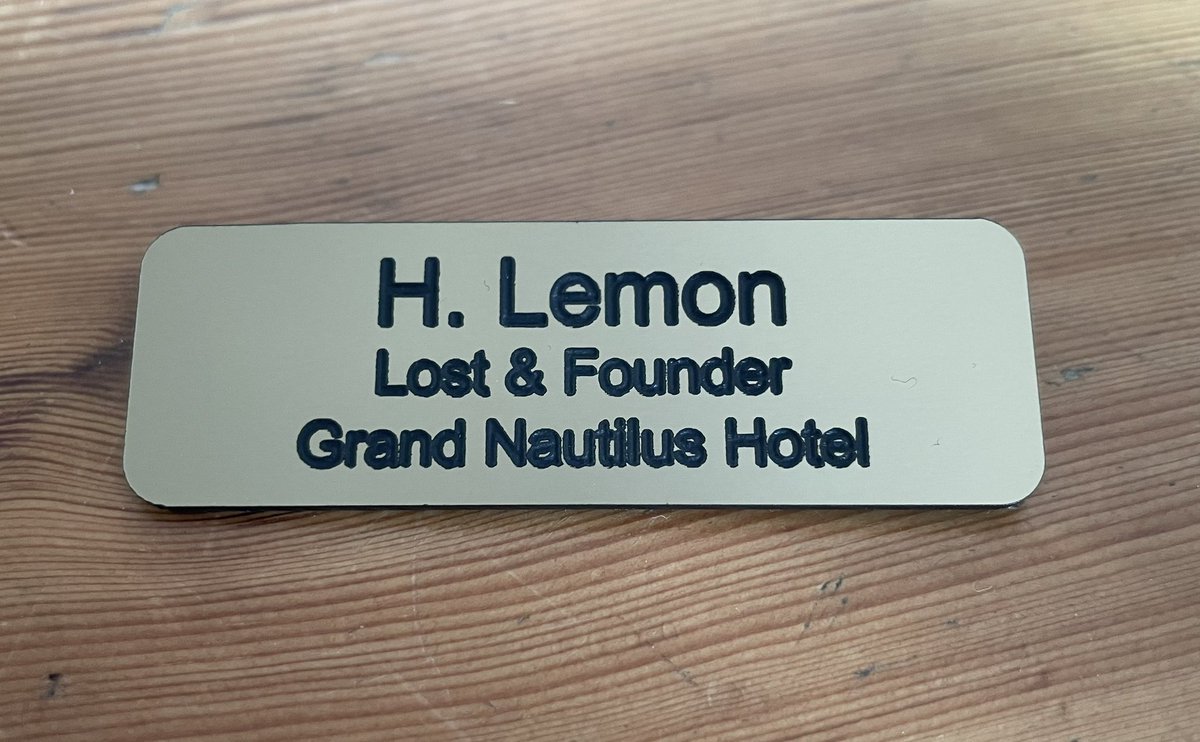 H. Lemon
Lost & Founder
Grand Nautilus Hotel